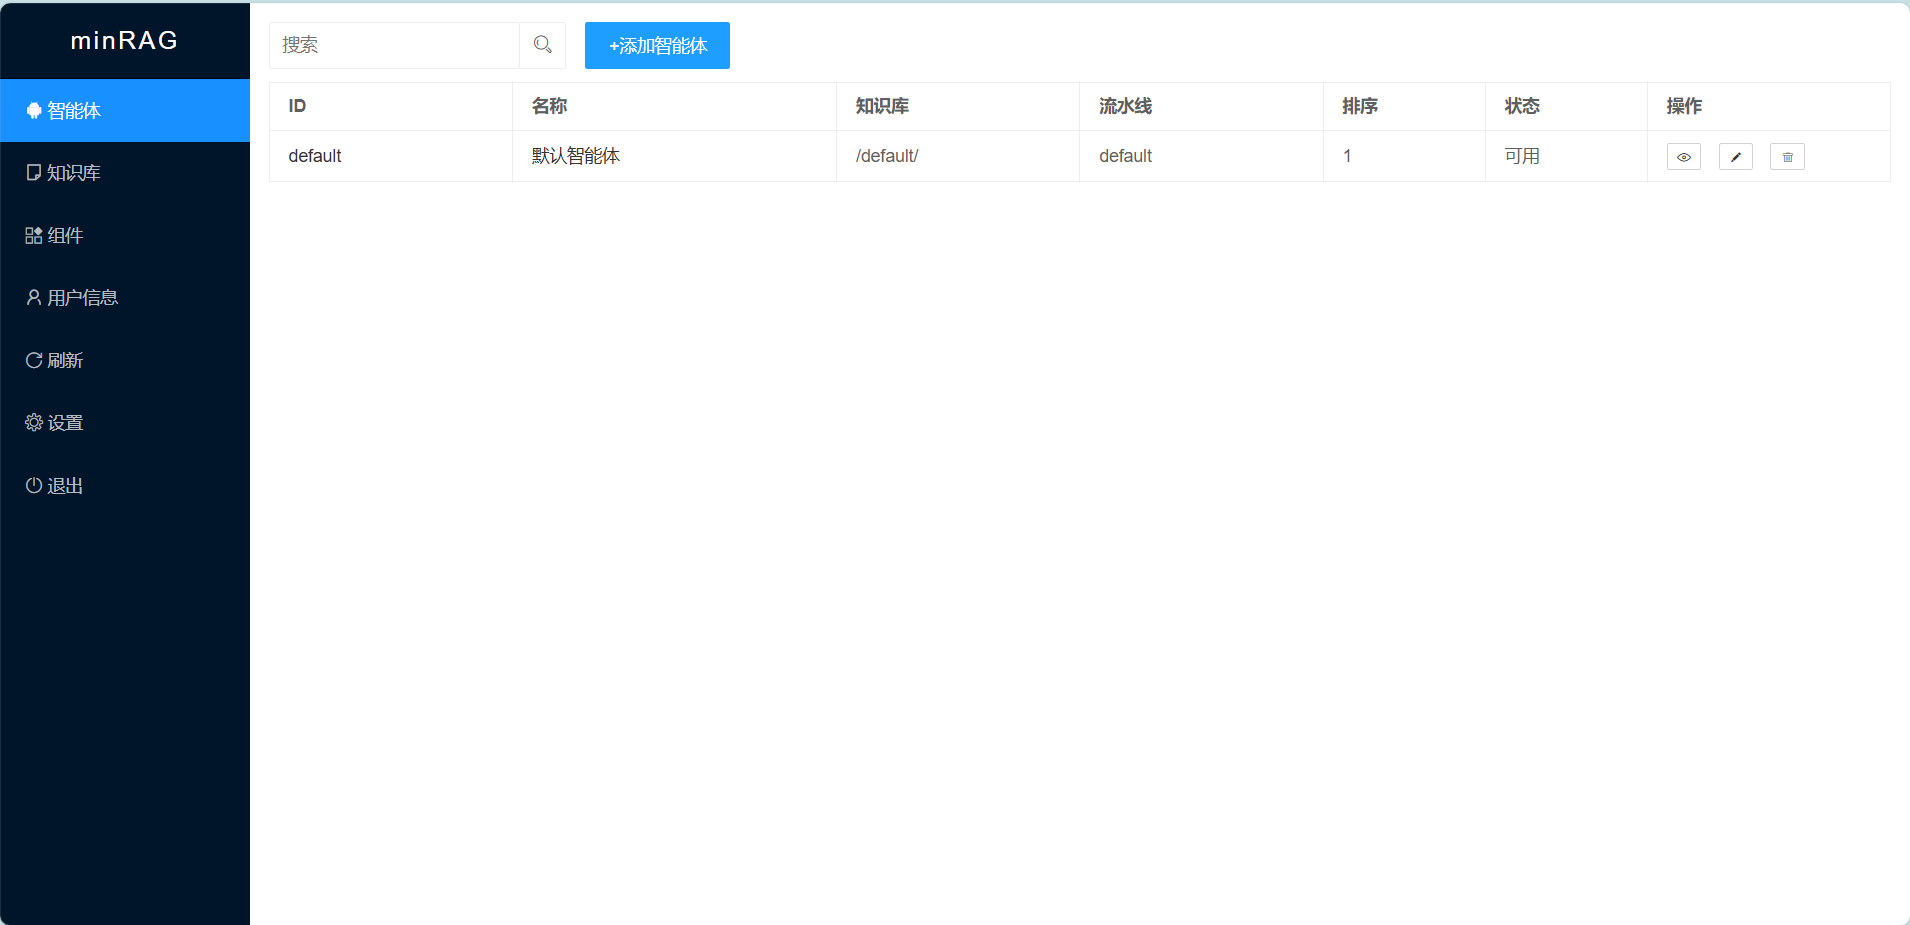 minRAG
智能体
知识库
组件
用户信息
刷新
设置
退出
搜索
+添加智能体
ID 名称 知识库 流水线 排序 状态 操作
default 默认智能体 /default/ default 1 可用